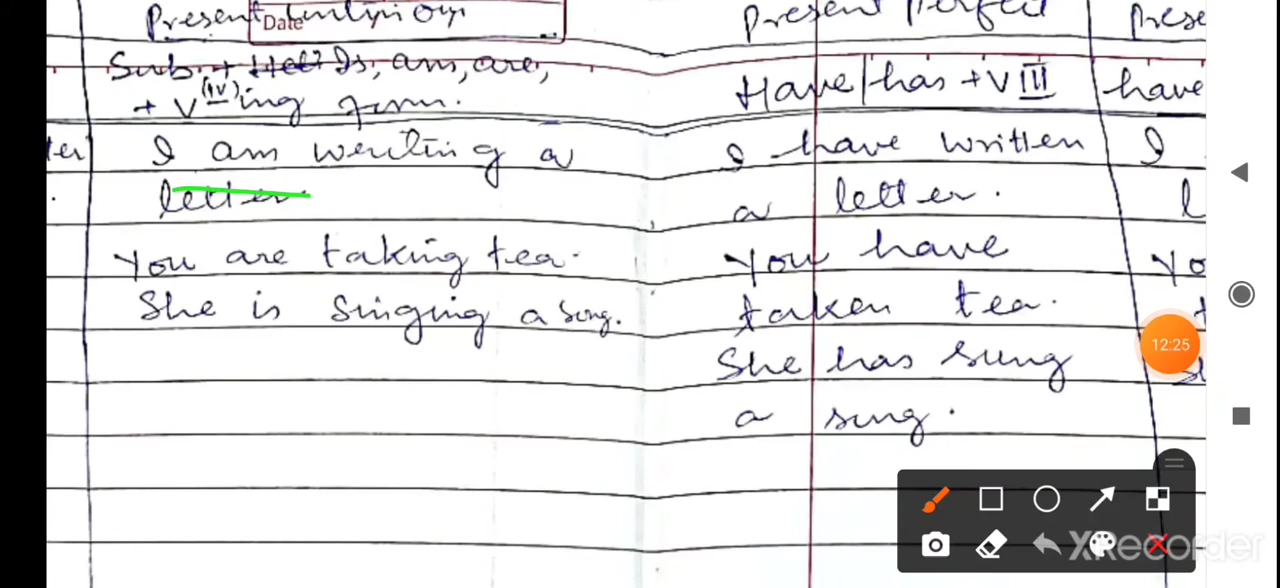 Present Date Present Perfect Prese
Sub + Is, am, are,
+ V (IV) ing form. Have/has + V III have
ter I am writing a I have written I
letter. a letter. l
You are taking tea. You have Yo
She is singing a song. taken tea.
12:25
She has sung
a sung.
XRecorder